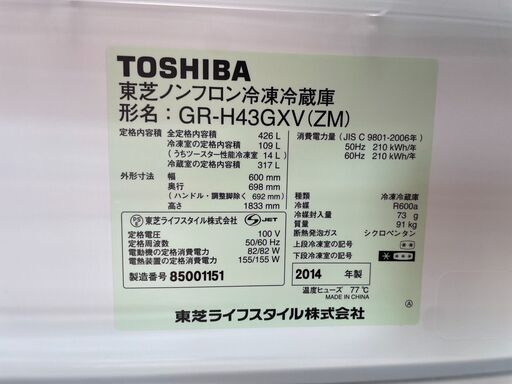 TOSHIBA
東芝ノンフロン冷凍冷蔵庫
形名：GR-H43GXV(ZM)
定格内容積 全定格内容積 426 L
冷凍室の定格内容積 109 L
(うちツースター性能冷凍室 14 L)
冷蔵室の定格内容積 317 L
外形寸法 幅 600 mm
奥行 698 mm
(ハンドル・調整脚除く 692 mm)
高さ 1833 mm
消費電力量(JIS C 9801-2006年)
50Hz 210 kWh/年
60Hz 210 kWh/年
種類 冷凍冷蔵庫
冷媒 R600a
冷媒封入量 73 g
質量 91 kg
断熱発泡ガス シクロペンタン
上段冷凍室の記号
下段冷凍室の記号
東芝ライフスタイル株式会社 JET
定格電圧 100 V
定格周波数 50/60 Hz
電動機の定格消費電力 82/82 W
電熱装置の定格消費電力 155/155 W
製造番号 85001151
2014 年製
温度ヒューズ 77℃
MADE IN CHINA
Ⓐ
東芝ライフスタイル株式会社